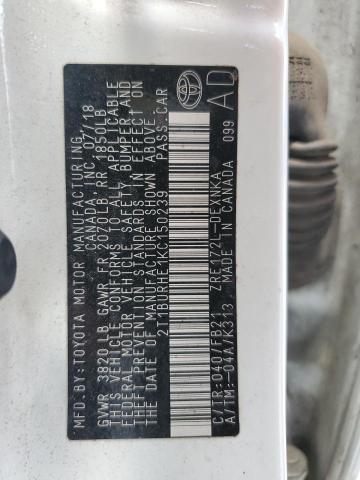 MFD.BY:TOYOTA MOTOR MANUFACTURING,
CANADA, INC. 07/18
GVWR 3820LB GAWR FR 2070LB RR 1850LB
THIS VEHICLE CONFORMS TO ALL APPLICABLE
FEDERAL MOTOR VEHICLE SAFETY, BUMPER, AND
THEFT PREVENTION STANDARDS IN EFFECT ON
THE DATE OF MANUFACTURE SHOWN ABOVE.
2T1BURHE1KC150239 PASS.CAR
C/TR:040/FB21 ZRE172L-DEXNKA
A/TM:-04A/K313 MADE IN CANADA 099
AD